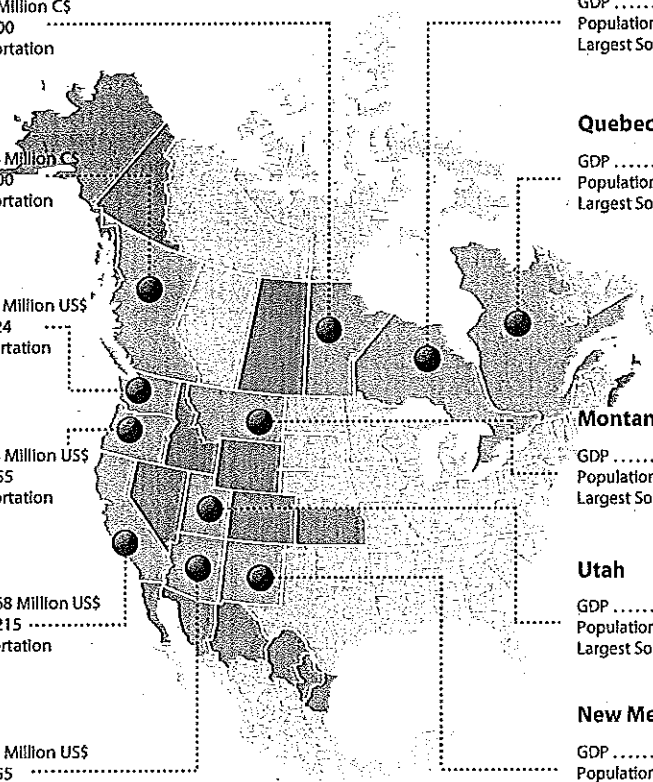 Million C$
00
ortation
Million C$
00
ortation
Million US$
24
ortation
Million US$
55
ortation
68 Million US$
215
ortation
Million US$
55
GDP ....
Population
Largest So
Quebec
GDP ......
Population
Largest So
Montan
GDP ......
Population
Largest So
Utah
GDP ......
Population
Largest So
New Me
GDP ......
Population